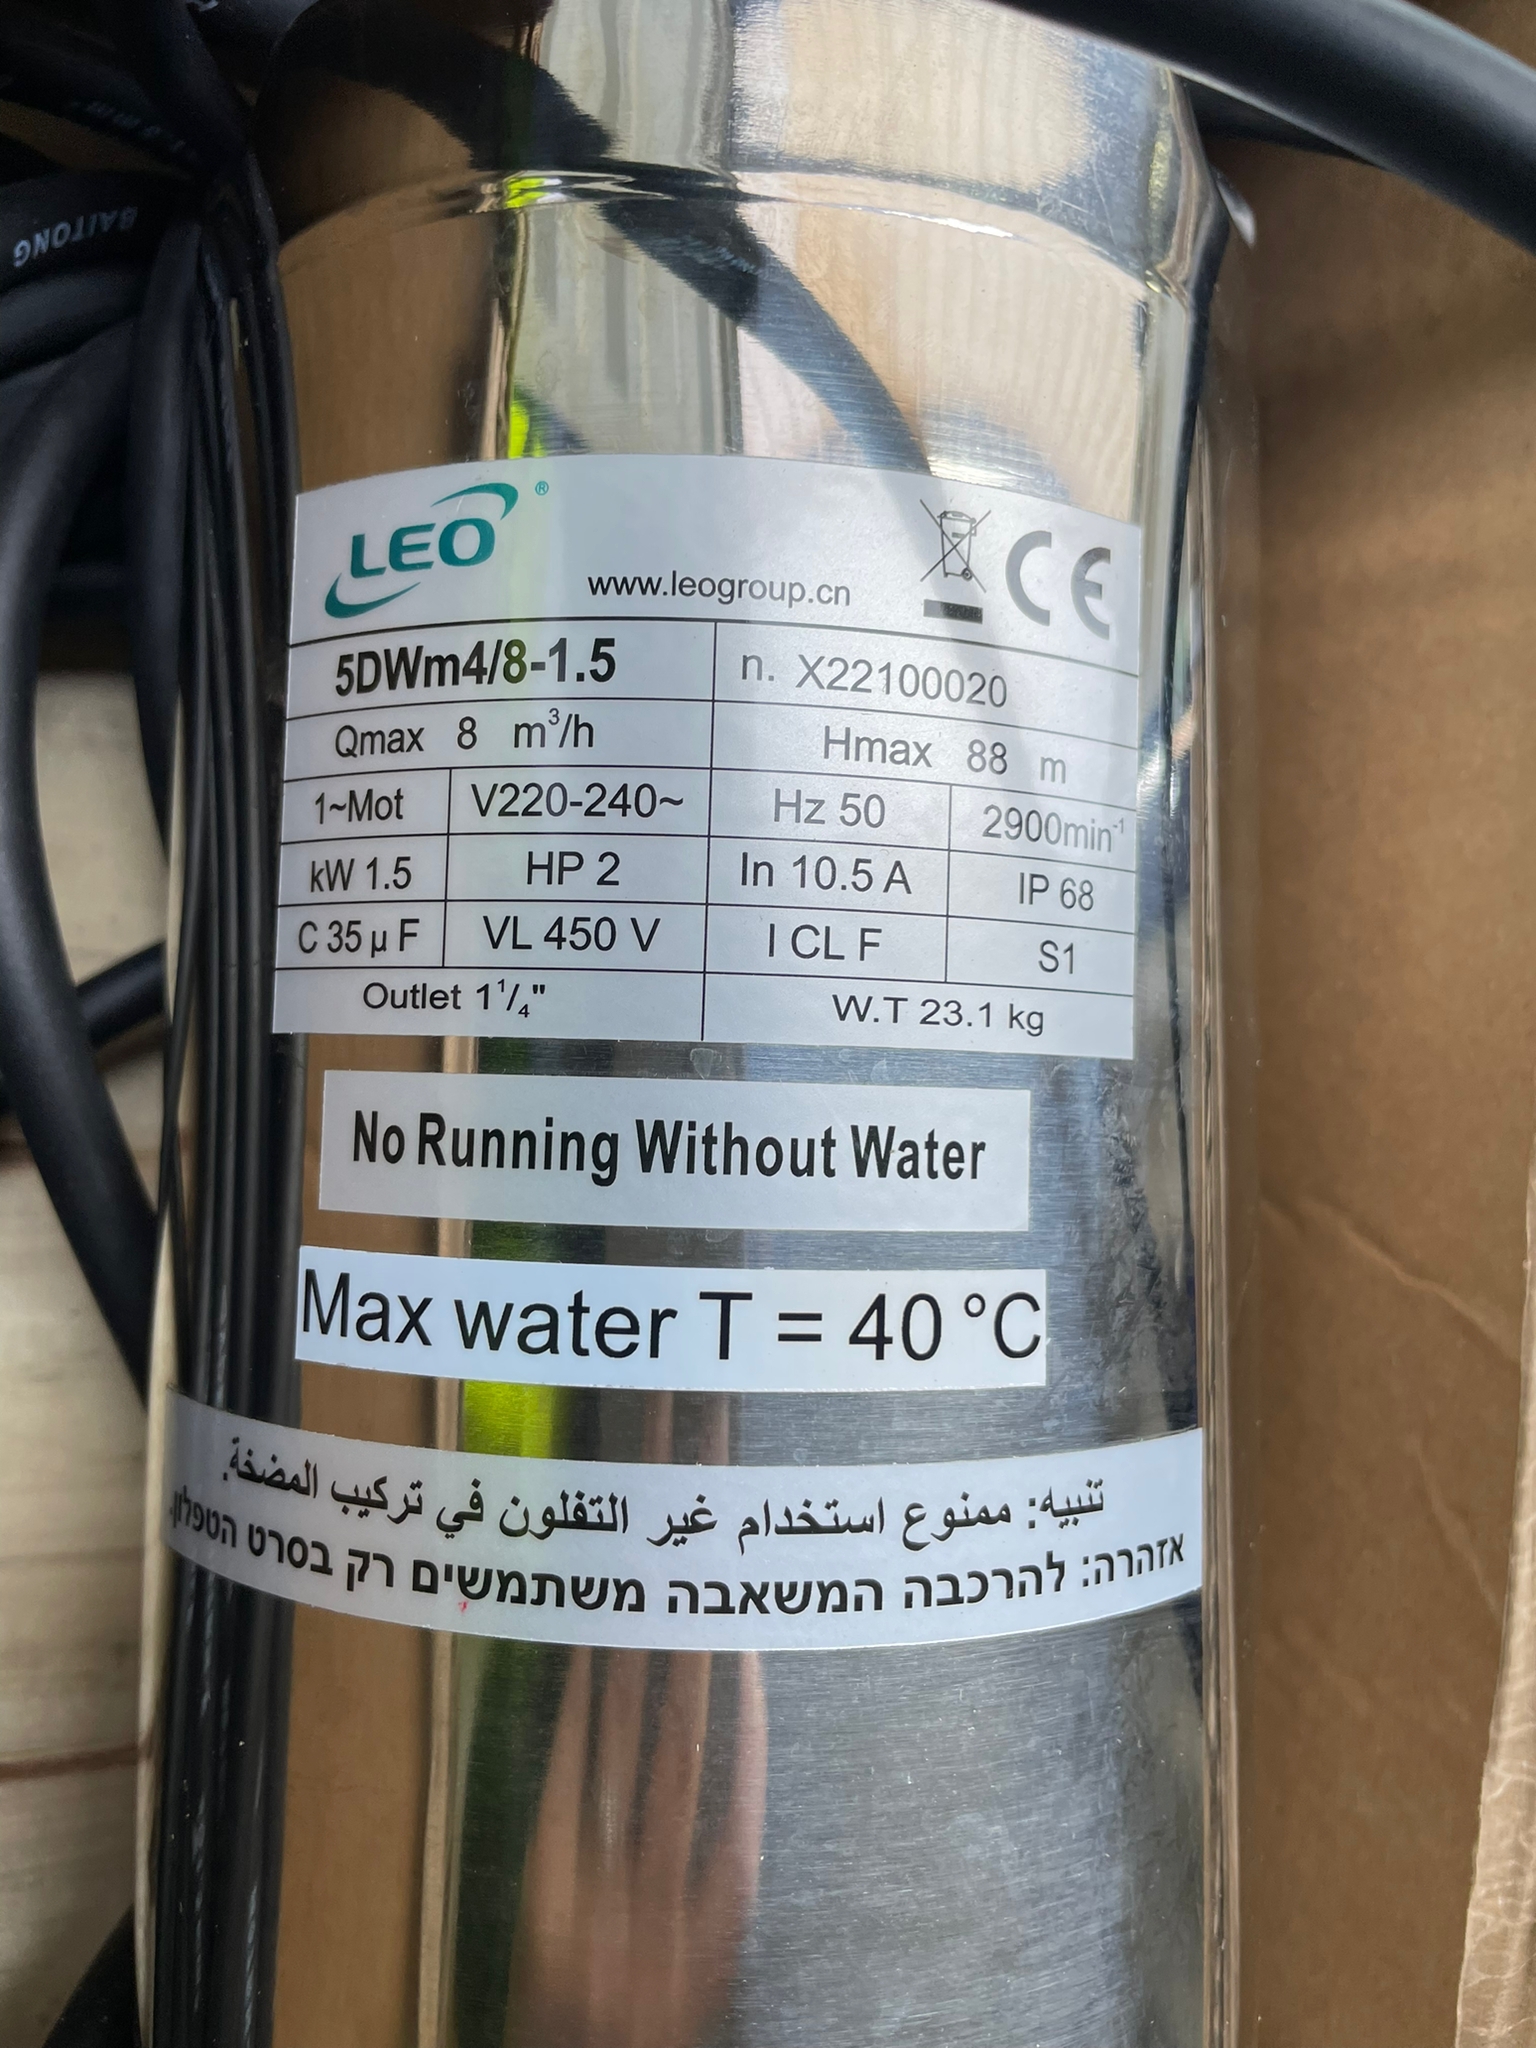 BAITONG
LEO ®
www.leogroup.cn
CE
5DWm4/8-1.5 n. X22100020
Qmax 8 m³/h Hmax 88 m
1~Mot V220-240~ Hz 50 2900min⁻¹
kW 1.5 HP 2 In 10.5 A IP 68
C 35 µ F VL 450 V I CL F S1
Outlet 1¹/₄" W.T 23.1 kg
No Running Without Water
Max water T = 40 °C
تنبيه: ممنوع استخدام غير التفلون في تركيب المضخة.
אזהרה: להרכבה המשאבה משתמשים רק בסרט הטפלון.